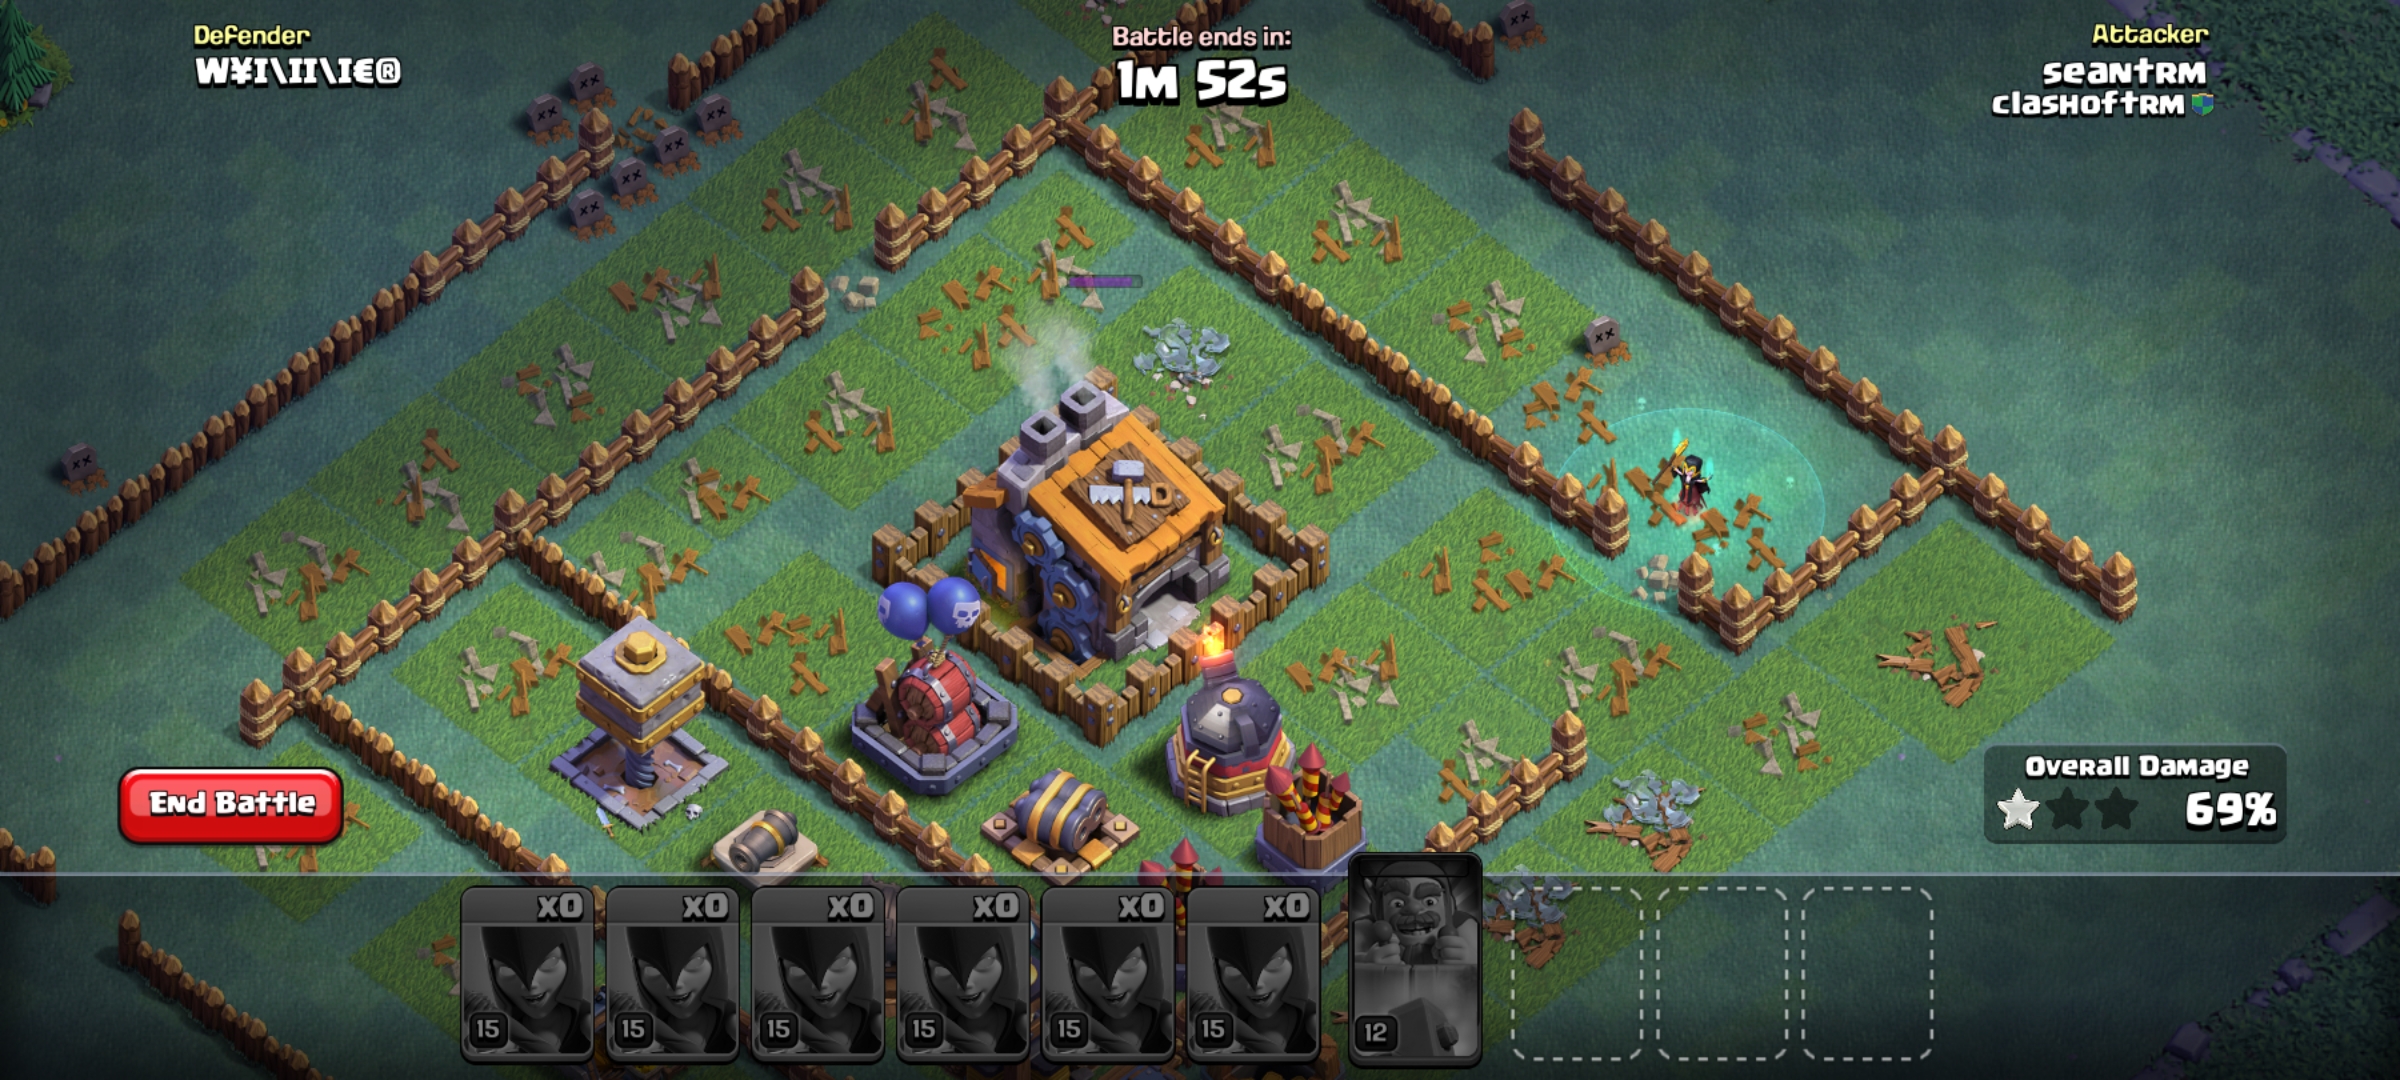 Defender
W¥I\II\I€®
Battle ends in:
1M 52s
Attacker
seantrm
clashoftrm
End Battle
Overall Damage
69%
x0 x0 x0 x0 x0 x0
15 15 15 15 15 15 12